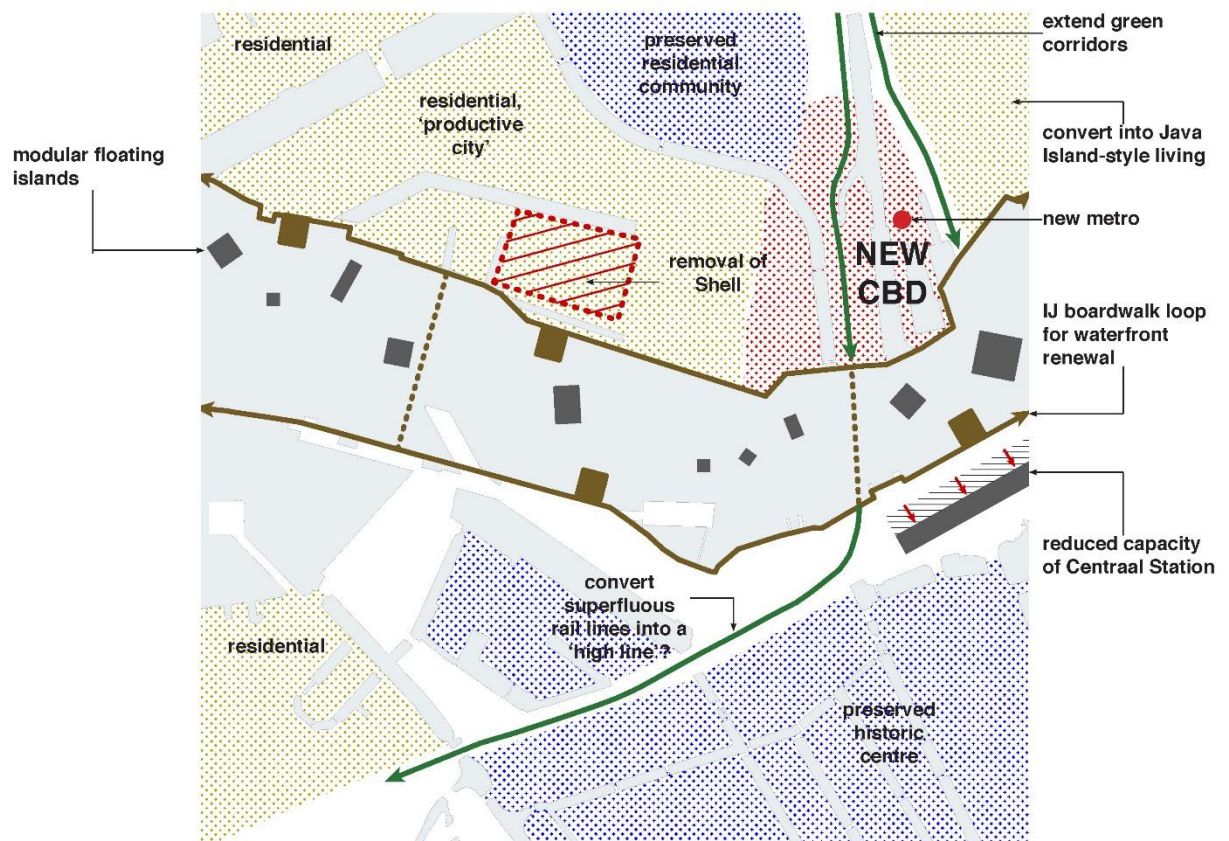 residential
preserved
residential
community
extend green
corridors
residential,
‘productive
city’
convert into Java
Island-style living
modular floating
islands
new metro
NEW
CBD
removal of
Shell
IJ boardwalk loop
for waterfront
renewal
reduced capacity
of Centraal Station
convert
superfluous
rail lines into a
‘high line’?
residential
preserved
historic
centre